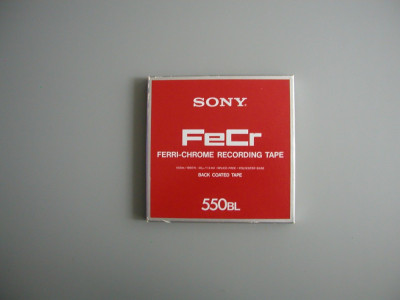 SONY
FeCr
FERRI-CHROME RECORDING TAPE
BACK COATED TAPE
550BL